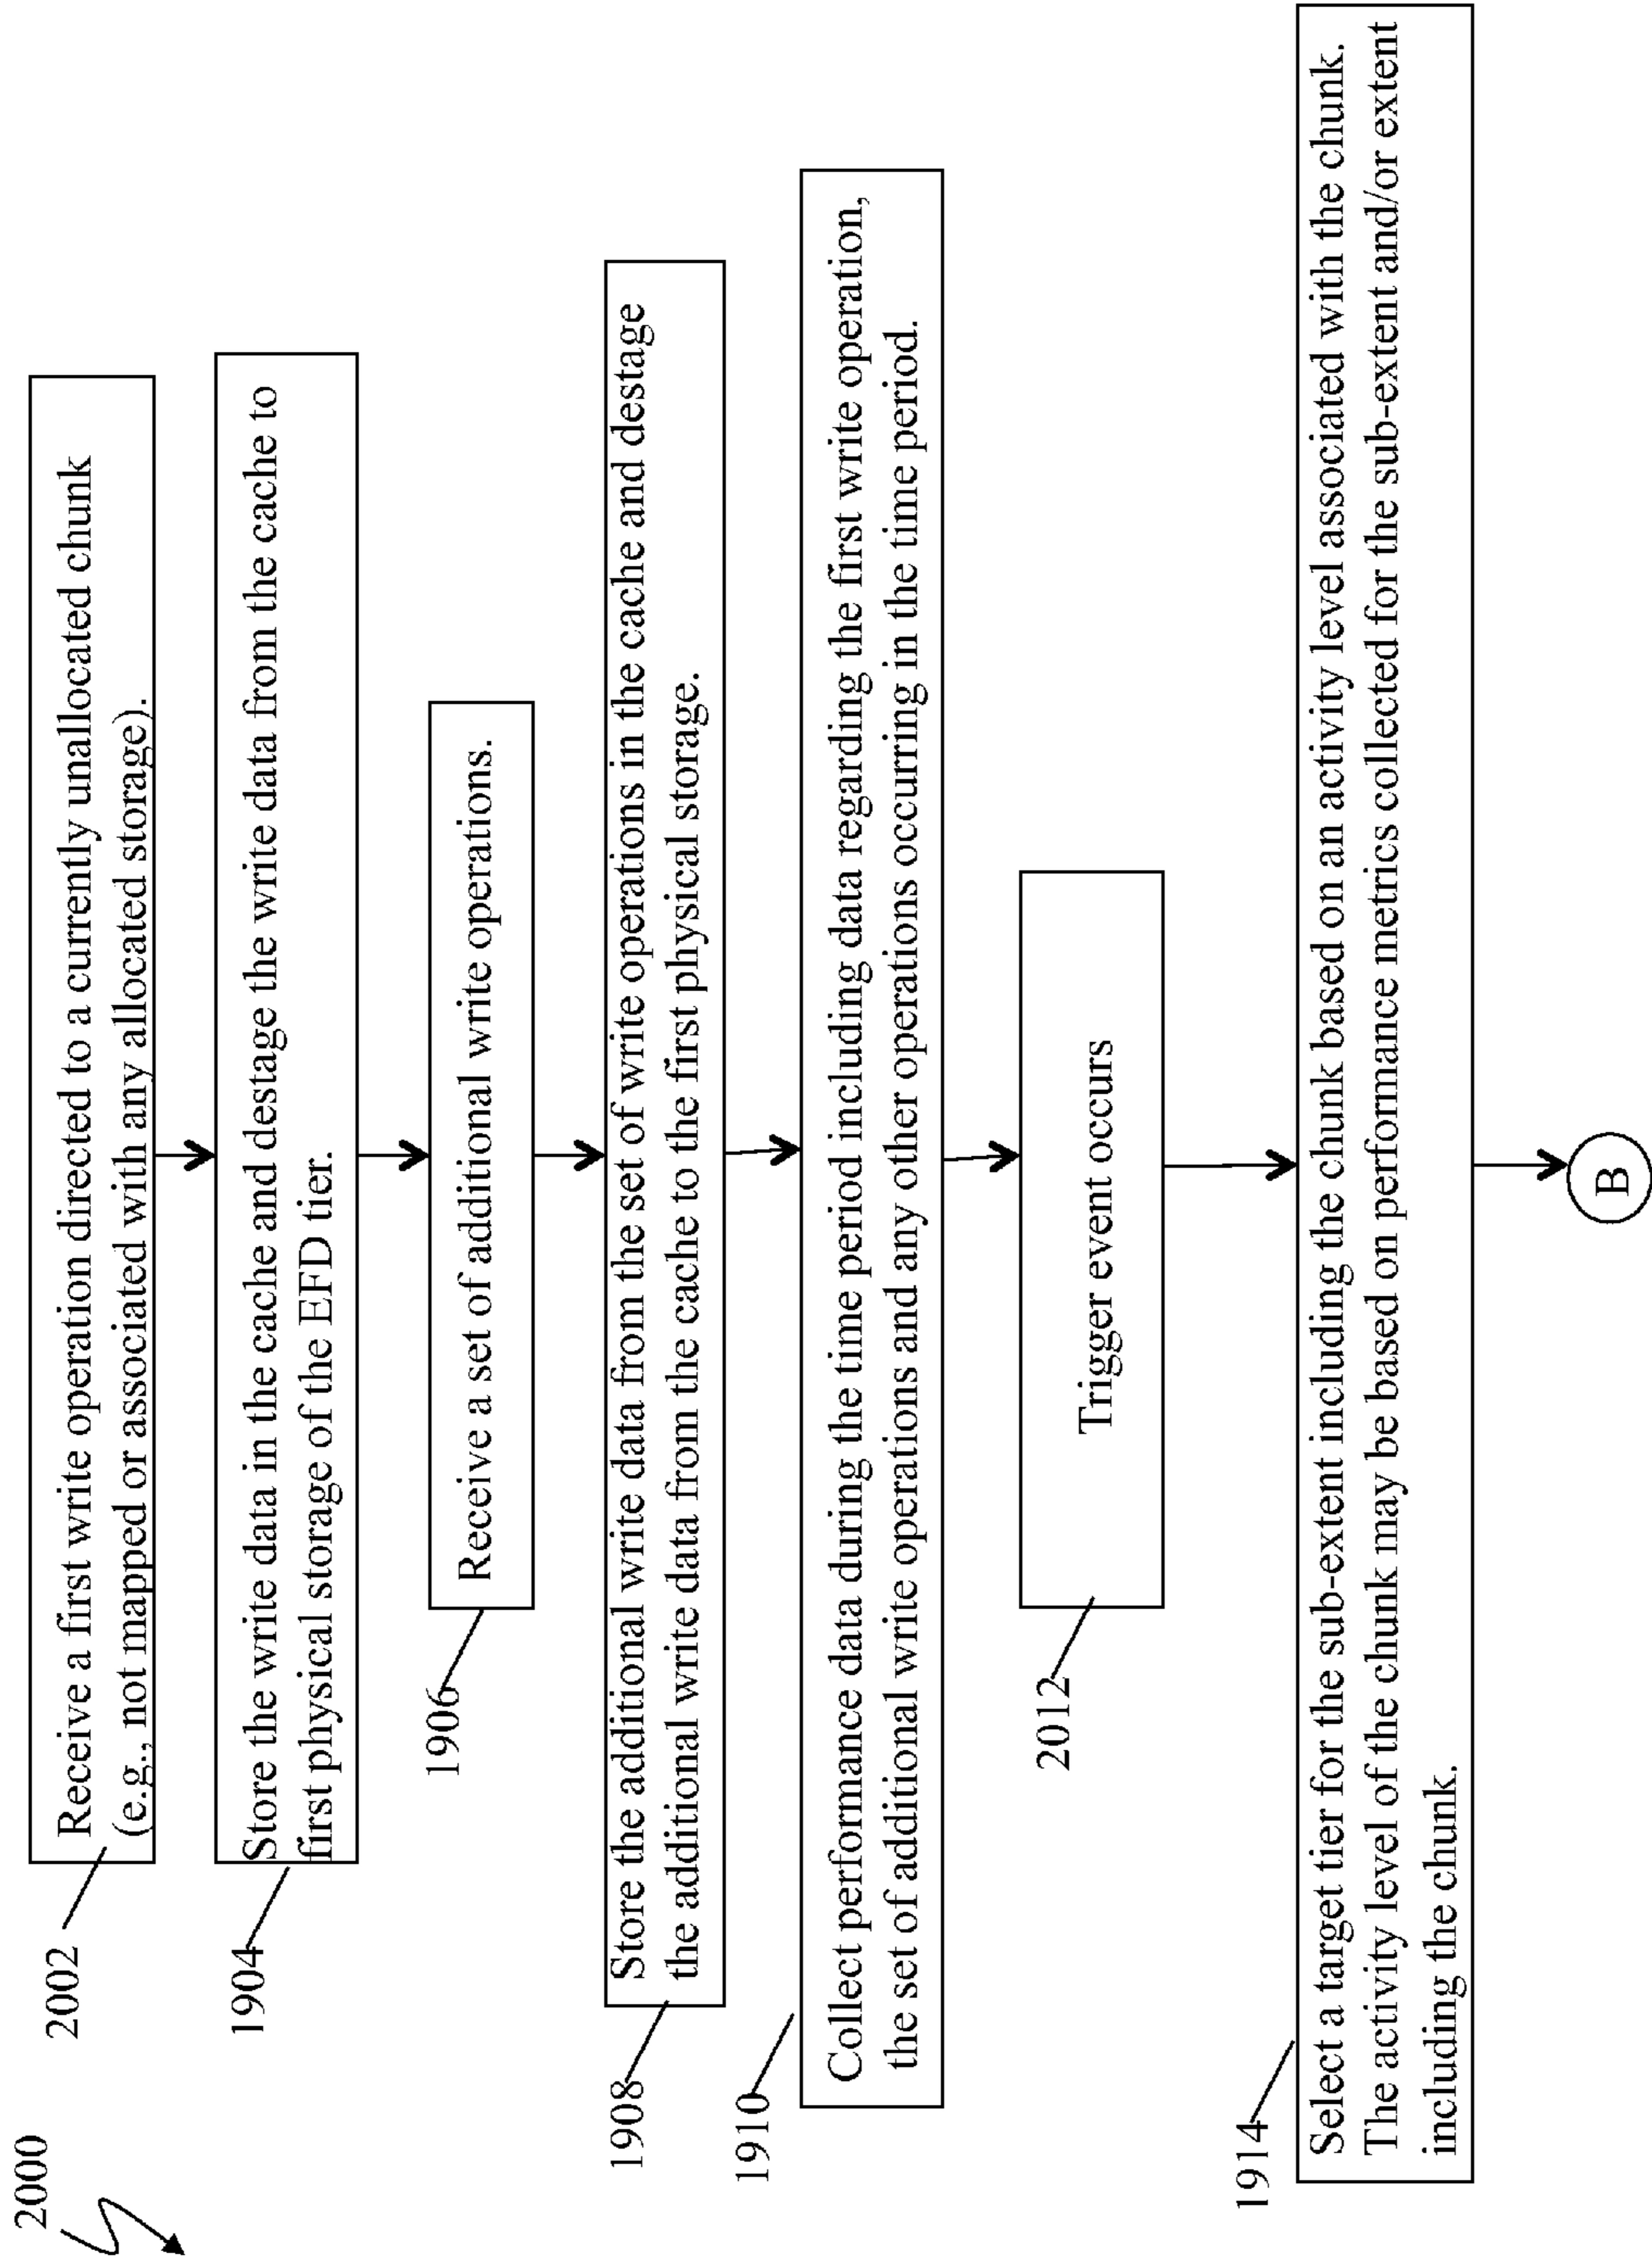 2000
2002
Receive a first write operation directed to a currently unallocated chunk
(e.g., not mapped or associated with any allocated storage).
1904
Store the write data in the cache and destage the write data from the cache to
first physical storage of the EFD tier.
1906
Receive a set of additional write operations.
1908
Store the additional write data from the set of write operations in the cache and destage
the additional write data from the cache to the first physical storage.
1910
Collect performance data during the time period including data regarding the first write operation,
the set of additional write operations and any other operations occurring in the time period.
2012
Trigger event occurs
1914
Select a target tier for the sub-extent including the chunk based on an activity level associated with the chunk.
The activity level of the chunk may be based on performance metrics collected for the sub-extent and/or extent
including the chunk.
B